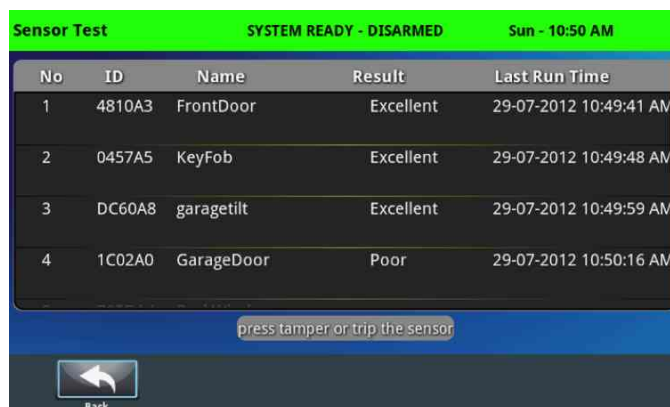 Sensor Test SYSTEM READY - DISARMED Sun - 10:50 AM
No ID Name Result Last Run Time
1 4810A3 FrontDoor Excellent 29-07-2012 10:49:41 AM
2 0457A5 KeyFob Excellent 29-07-2012 10:49:48 AM
3 DC60A8 garagetilt Excellent 29-07-2012 10:49:59 AM
4 1C02A0 GarageDoor Poor 29-07-2012 10:50:16 AM
press tamper or trip the sensor
Back